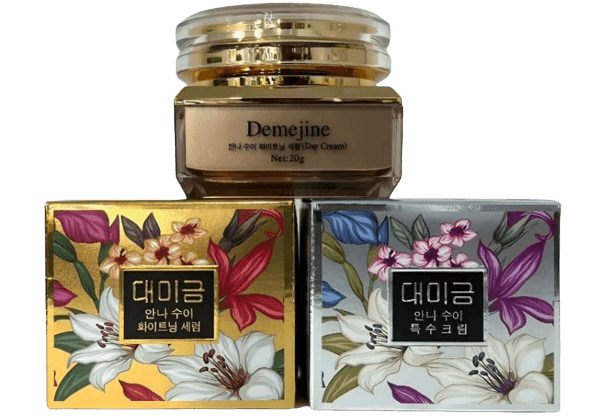 Demejine
안나 수이 화이트닝 세럼(Day Cream)
Net:20g
대미금
안나 수이
화이트닝 세럼
대미금
안나 수이
특수크림